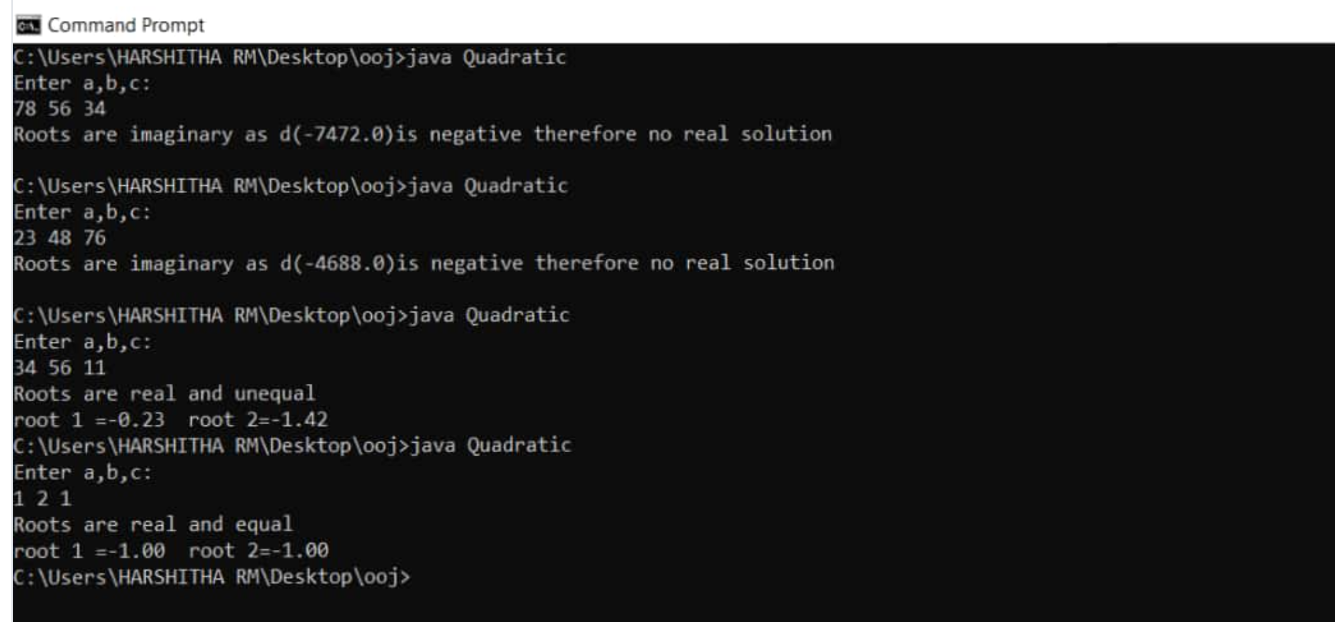 Command Prompt
C:\Users\HARSHITHA RM\Desktop\ooj>java Quadratic
Enter a,b,c:
78 56 34
Roots are imaginary as d(-7472.0)is negative therefore no real solution
C:\Users\HARSHITHA RM\Desktop\ooj>java Quadratic
Enter a,b,c:
23 48 76
Roots are imaginary as d(-4688.0)is negative therefore no real solution
C:\Users\HARSHITHA RM\Desktop\ooj>java Quadratic
Enter a,b,c:
34 56 11
Roots are real and unequal
root 1 =-0.23  root 2=-1.42
C:\Users\HARSHITHA RM\Desktop\ooj>java Quadratic
Enter a,b,c:
1 2 1
Roots are real and equal
root 1 =-1.00  root 2=-1.00
C:\Users\HARSHITHA RM\Desktop\ooj>